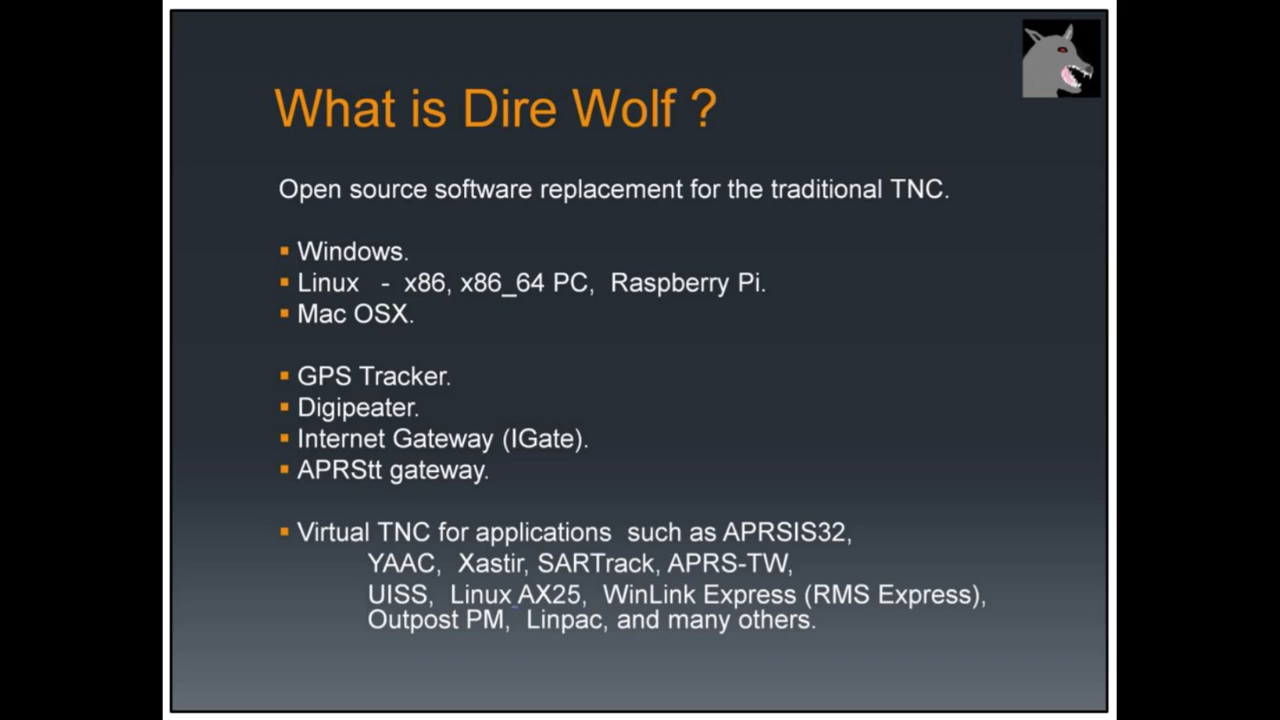 What is Dire Wolf ?
Open source software replacement for the traditional TNC.
▪ Windows.
▪ Linux - x86, x86_64 PC, Raspberry Pi.
▪ Mac OSX.
▪ GPS Tracker.
▪ Digipeater.
▪ Internet Gateway (IGate).
▪ APRStt gateway.
▪ Virtual TNC for applications such as APRSIS32,
YAAC, Xastir, SARTrack, APRS-TW,
UISS, Linux AX25, WinLink Express (RMS Express),
Outpost PM, Linpac, and many others.